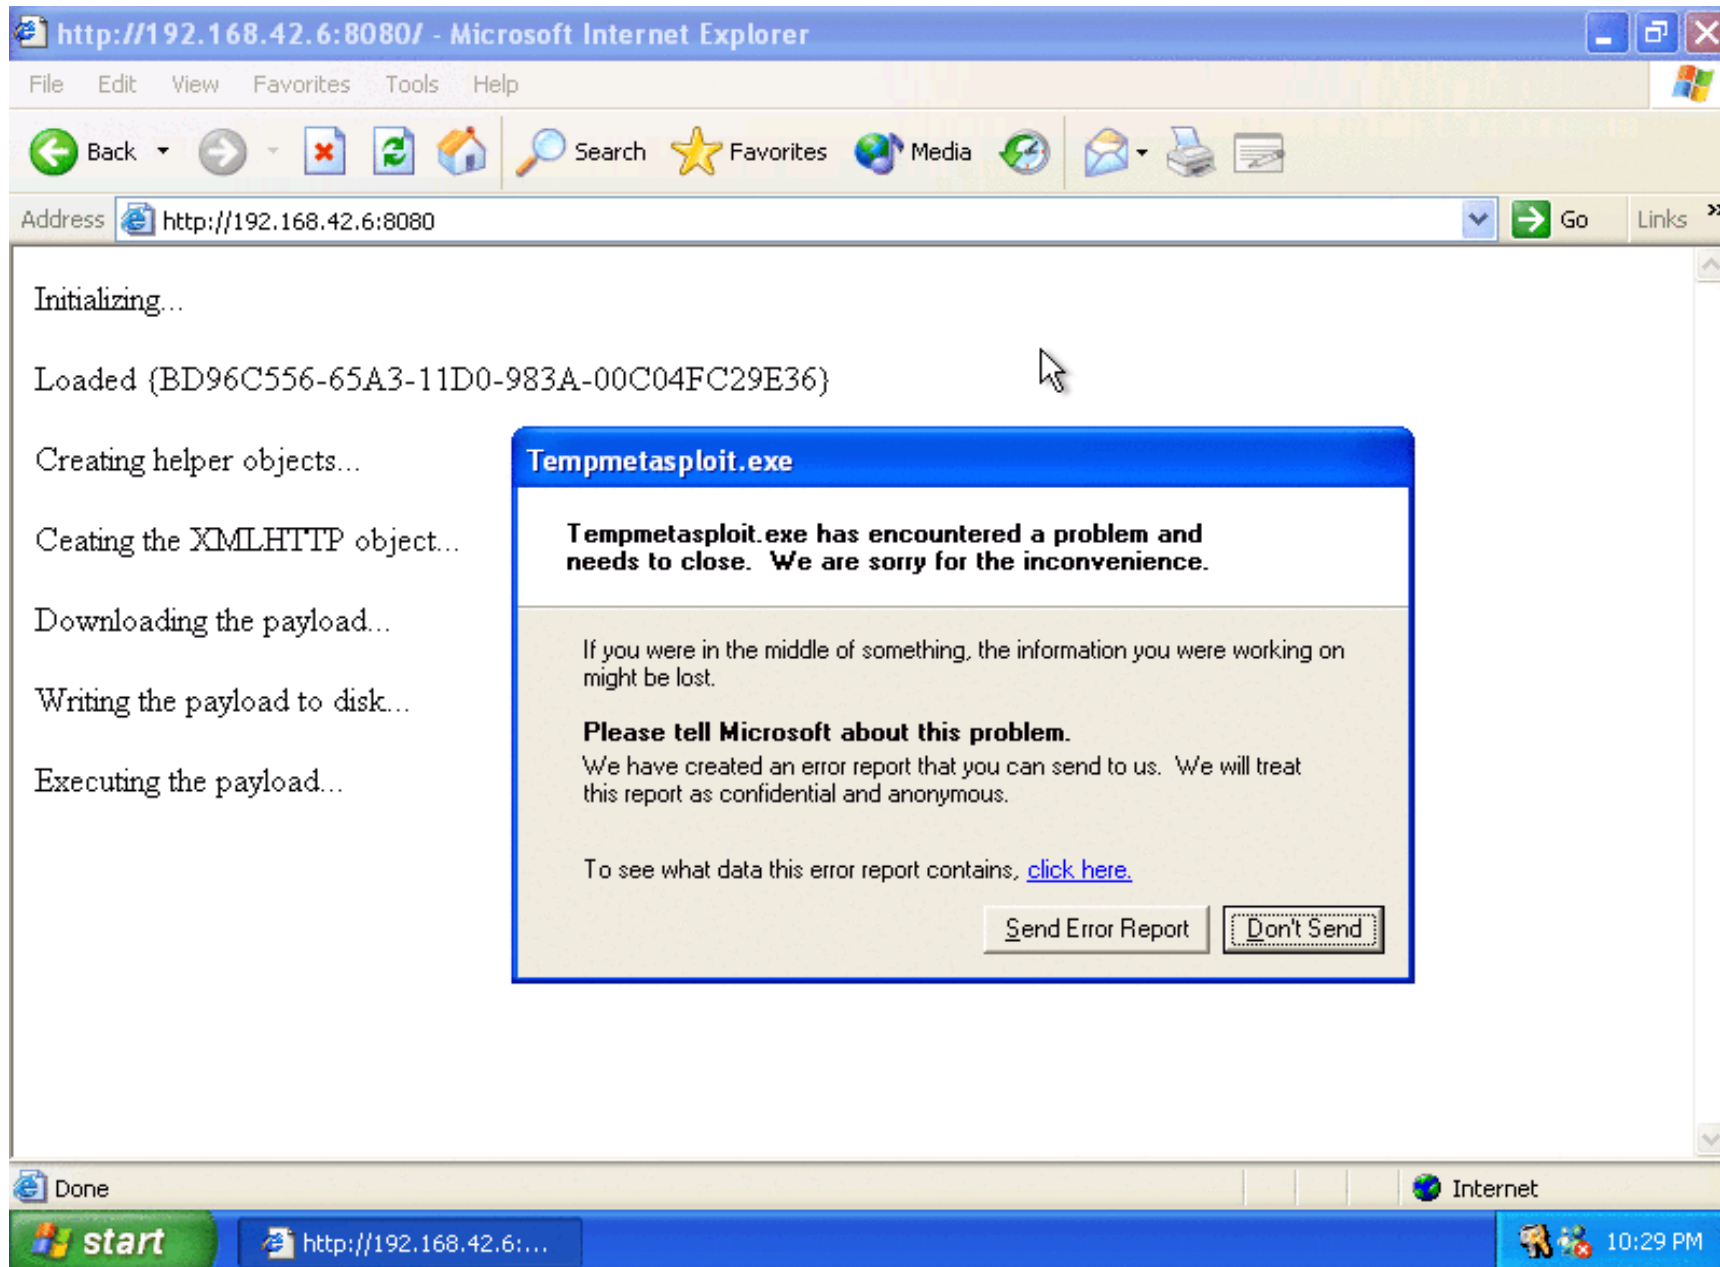 http://192.168.42.6:8080/ - Microsoft Internet Explorer
File Edit View Favorites Tools Help
Back Search Favorites Media
Address http://192.168.42.6:8080 Go Links »
Initializing...
Loaded {BD96C556-65A3-11D0-983A-00C04FC29E36}
Creating helper objects...
Ceating the XMLHTTP object...
Downloading the payload...
Writing the payload to disk...
Executing the payload...
Tempmetasploit.exe
Tempmetasploit.exe has encountered a problem and
needs to close. We are sorry for the inconvenience.
If you were in the middle of something, the information you were working on
might be lost.
Please tell Microsoft about this problem.
We have created an error report that you can send to us. We will treat
this report as confidential and anonymous.
To see what data this error report contains, click here.
Send Error Report Don't Send
Done Internet
start http://192.168.42.6:... 10:29 PM